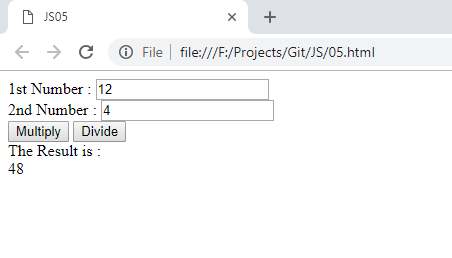 JS05
File file:///F:/Projects/Git/JS/05.html
1st Number : 12
2nd Number : 4
Multiply Divide
The Result is :
48